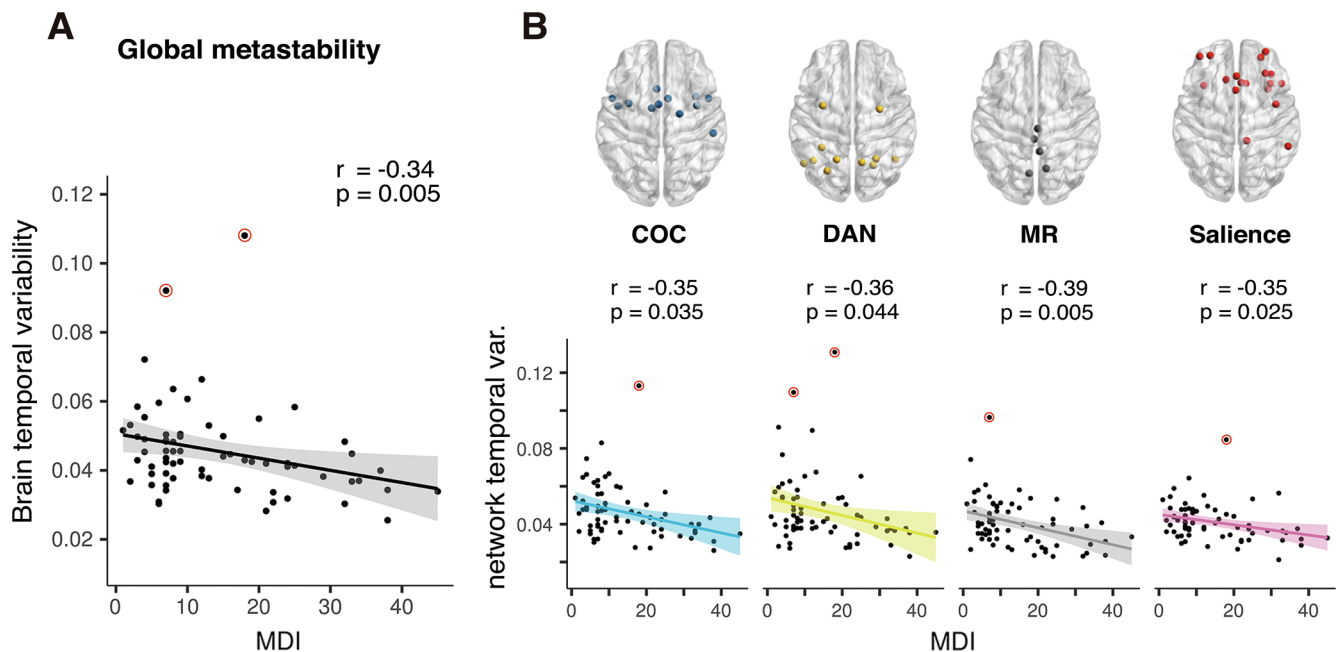 A
Global metastability
r = -0.34
p = 0.005
Brain temporal variability
0.12
0.10
0.08
0.06
0.04
0.02
0 10 20 30 40
MDI
B
COC DAN MR Salience
r = -0.35 r = -0.36 r = -0.39 r = -0.35
p = 0.035 p = 0.044 p = 0.005 p = 0.025
network temporal var.
0.12
0.08
0.04
0 20 40 0 20 40 0 20 40 0 20 40
MDI